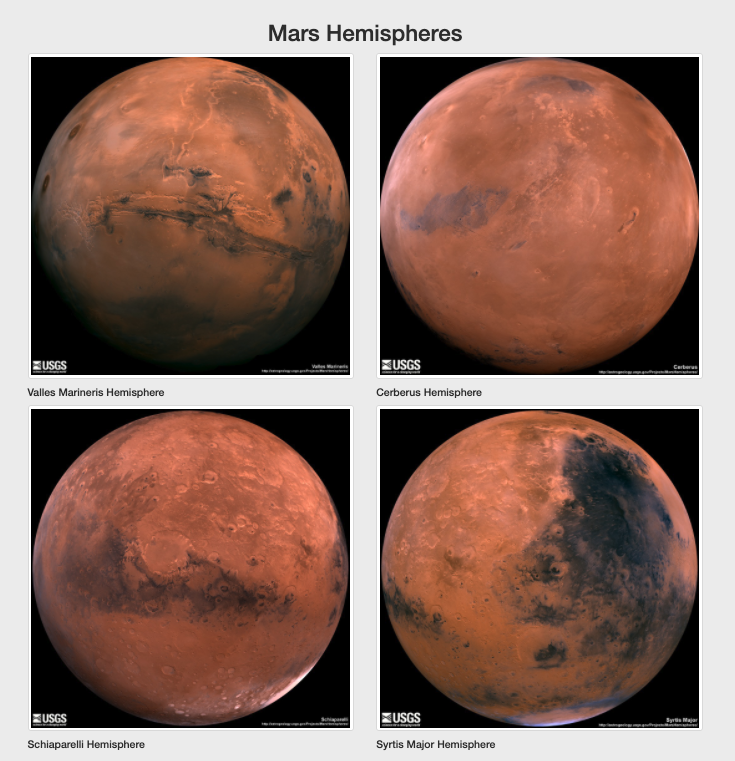 Mars Hemispheres
USGS
Valles Marineris
USGS
Cerberus
Valles Marineris Hemisphere
Cerberus Hemisphere
USGS
Schiaparelli
USGS
Syrtis Major
Schiaparelli Hemisphere
Syrtis Major Hemisphere